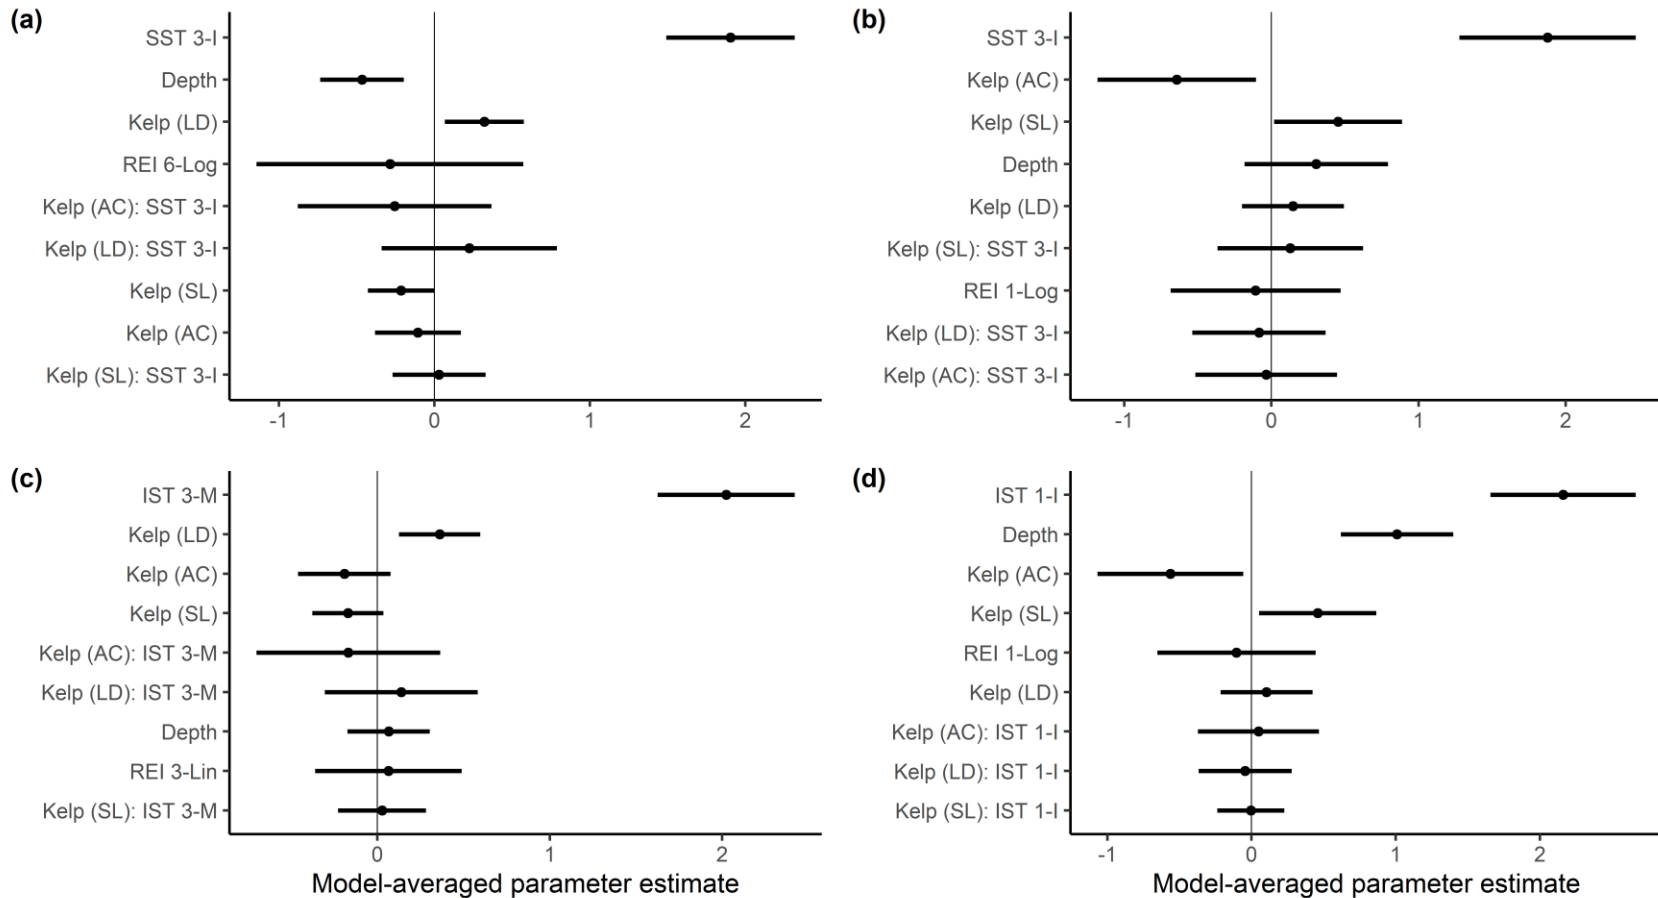 (a)
SST 3-I
Depth
Kelp (LD)
REI 6-Log
Kelp (AC): SST 3-I
Kelp (LD): SST 3-I
Kelp (SL)
Kelp (AC)
Kelp (SL): SST 3-I
-1 0 1 2
(b)
SST 3-I
Kelp (AC)
Kelp (SL)
Depth
Kelp (LD)
Kelp (SL): SST 3-I
REI 1-Log
Kelp (LD): SST 3-I
Kelp (AC): SST 3-I
-1 0 1 2
(c)
IST 3-M
Kelp (LD)
Kelp (AC)
Kelp (SL)
Kelp (AC): IST 3-M
Kelp (LD): IST 3-M
Depth
REI 3-Lin
Kelp (SL): IST 3-M
0 1 2
Model-averaged parameter estimate
(d)
IST 1-I
Depth
Kelp (AC)
Kelp (SL)
REI 1-Log
Kelp (LD)
Kelp (AC): IST 1-I
Kelp (LD): IST 1-I
Kelp (SL): IST 1-I
-1 0 1 2
Model-averaged parameter estimate